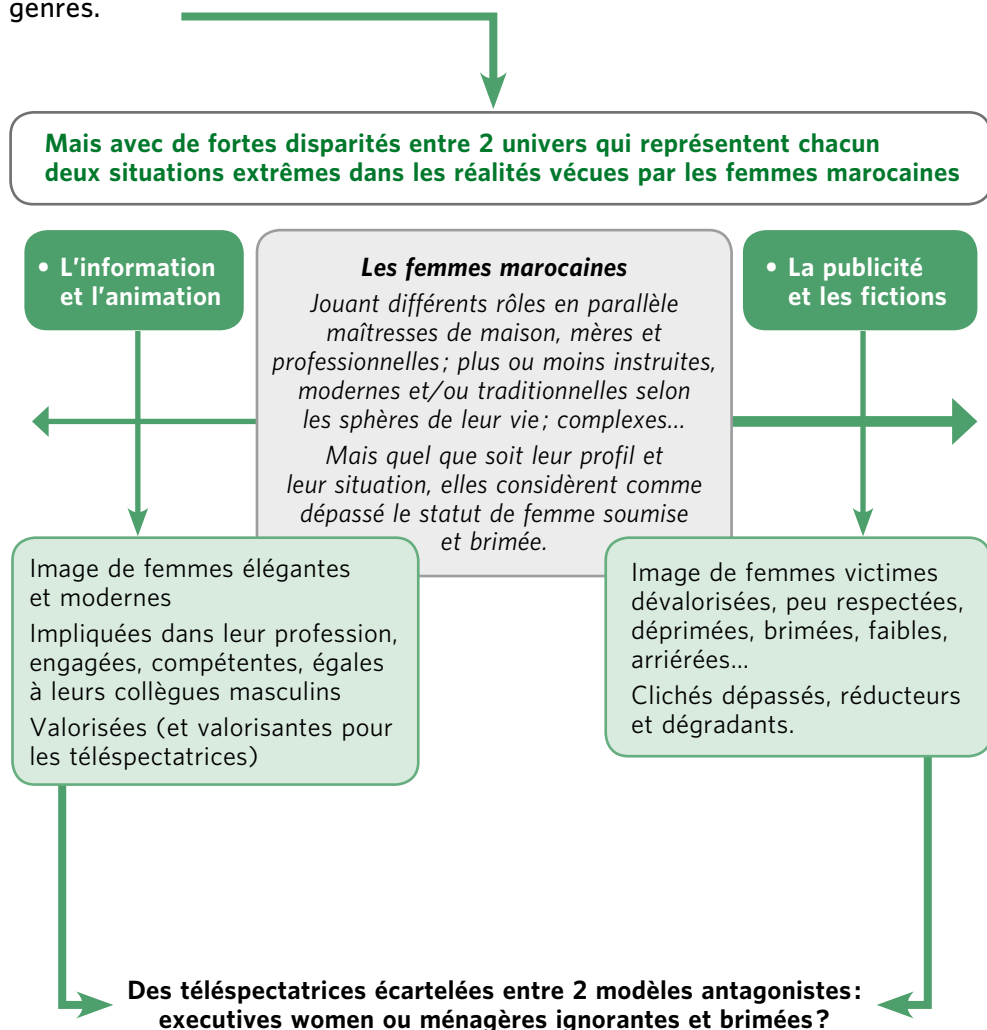 genres.
Mais avec de fortes disparités entre 2 univers qui représentent chacun
deux situations extrêmes dans les réalités vécues par les femmes marocaines
• L'information
et l'animation
Les femmes marocaines
Jouant différents rôles en parallèle
maîtresses de maison, mères et
professionnelles ; plus ou moins instruites,
modernes et/ou traditionnelles selon
les sphères de leur vie ; complexes...
Mais quel que soit leur profil et
leur situation, elles considèrent comme
dépassé le statut de femme soumise
et brimée.
• La publicité
et les fictions
Image de femmes élégantes
et modernes
Impliquées dans leur profession,
engagées, compétentes, égales
à leurs collègues masculins
Valorisées (et valorisantes pour
les téléspectatrices)
Image de femmes victimes
dévalorisées, peu respectées,
déprimées, brimées, faibles,
arriérées...
Clichés dépassés, réducteurs
et dégradants.
Des téléspectatrices écartelées entre 2 modèles antagonistes :
executives women ou ménagères ignorantes et brimées ?